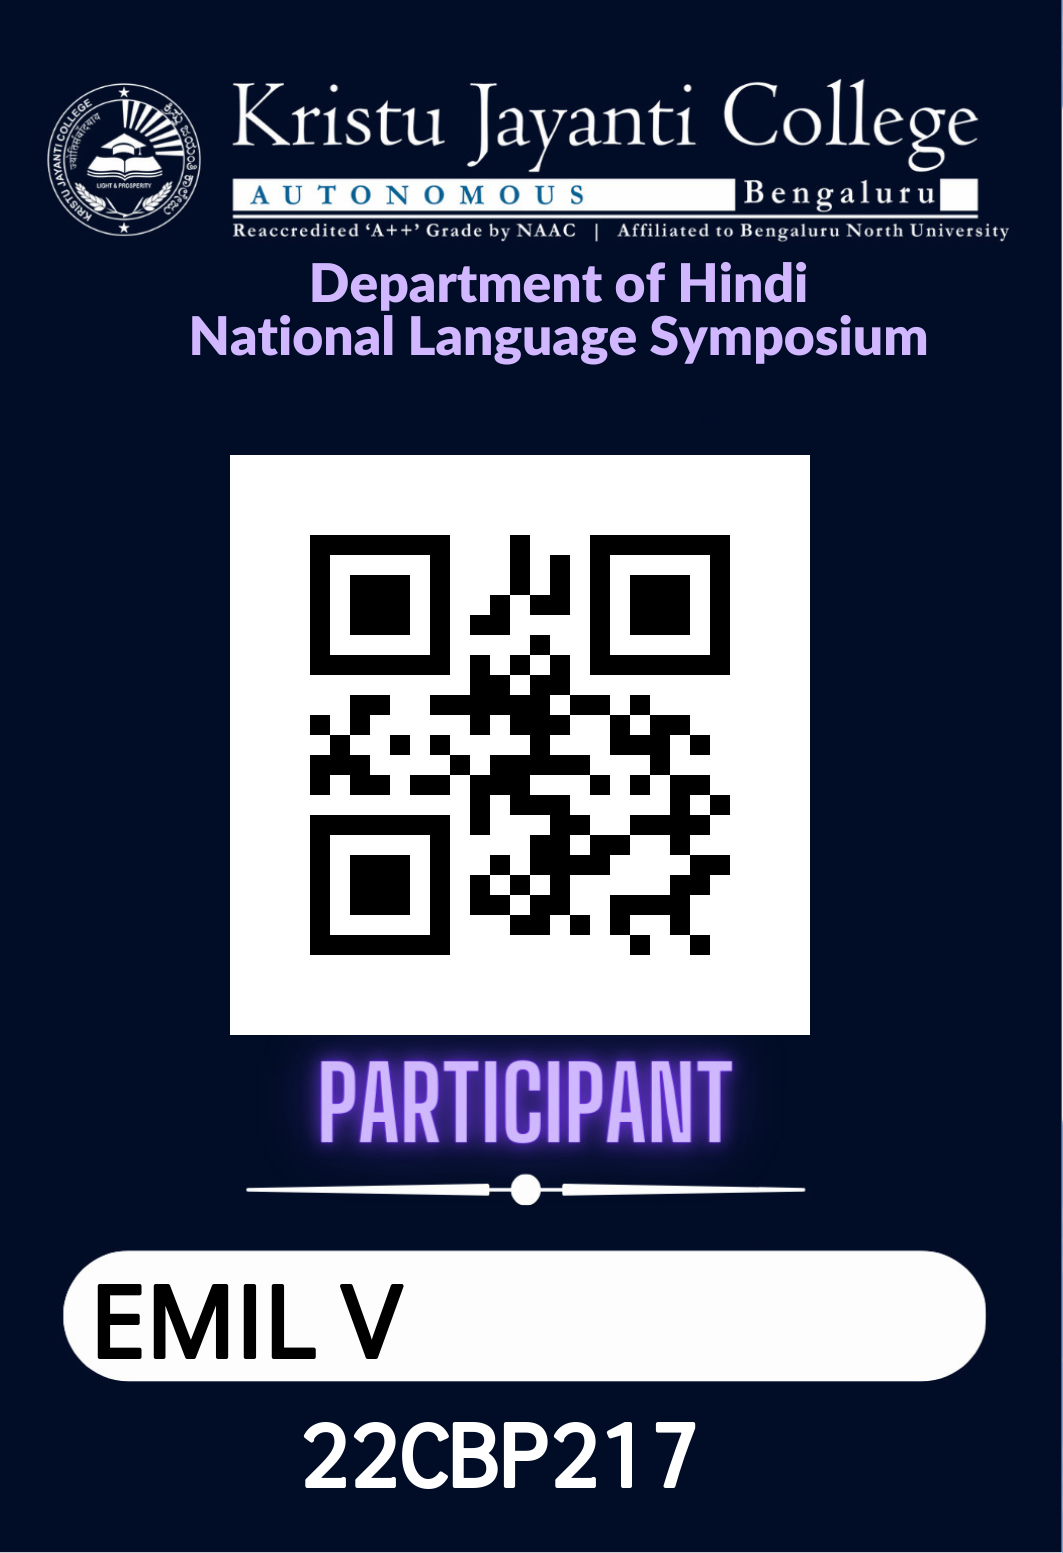 Kristu Jayanti College
AUTONOMOUS Bengaluru
Reaccredited ‘A++’ Grade by NAAC | Affiliated to Bengaluru North University
KRISTU JAYANTI COLLEGE
LIGHT & PROSPERITY
Department of Hindi
National Language Symposium
PARTICIPANT
EMIL V
22CBP217